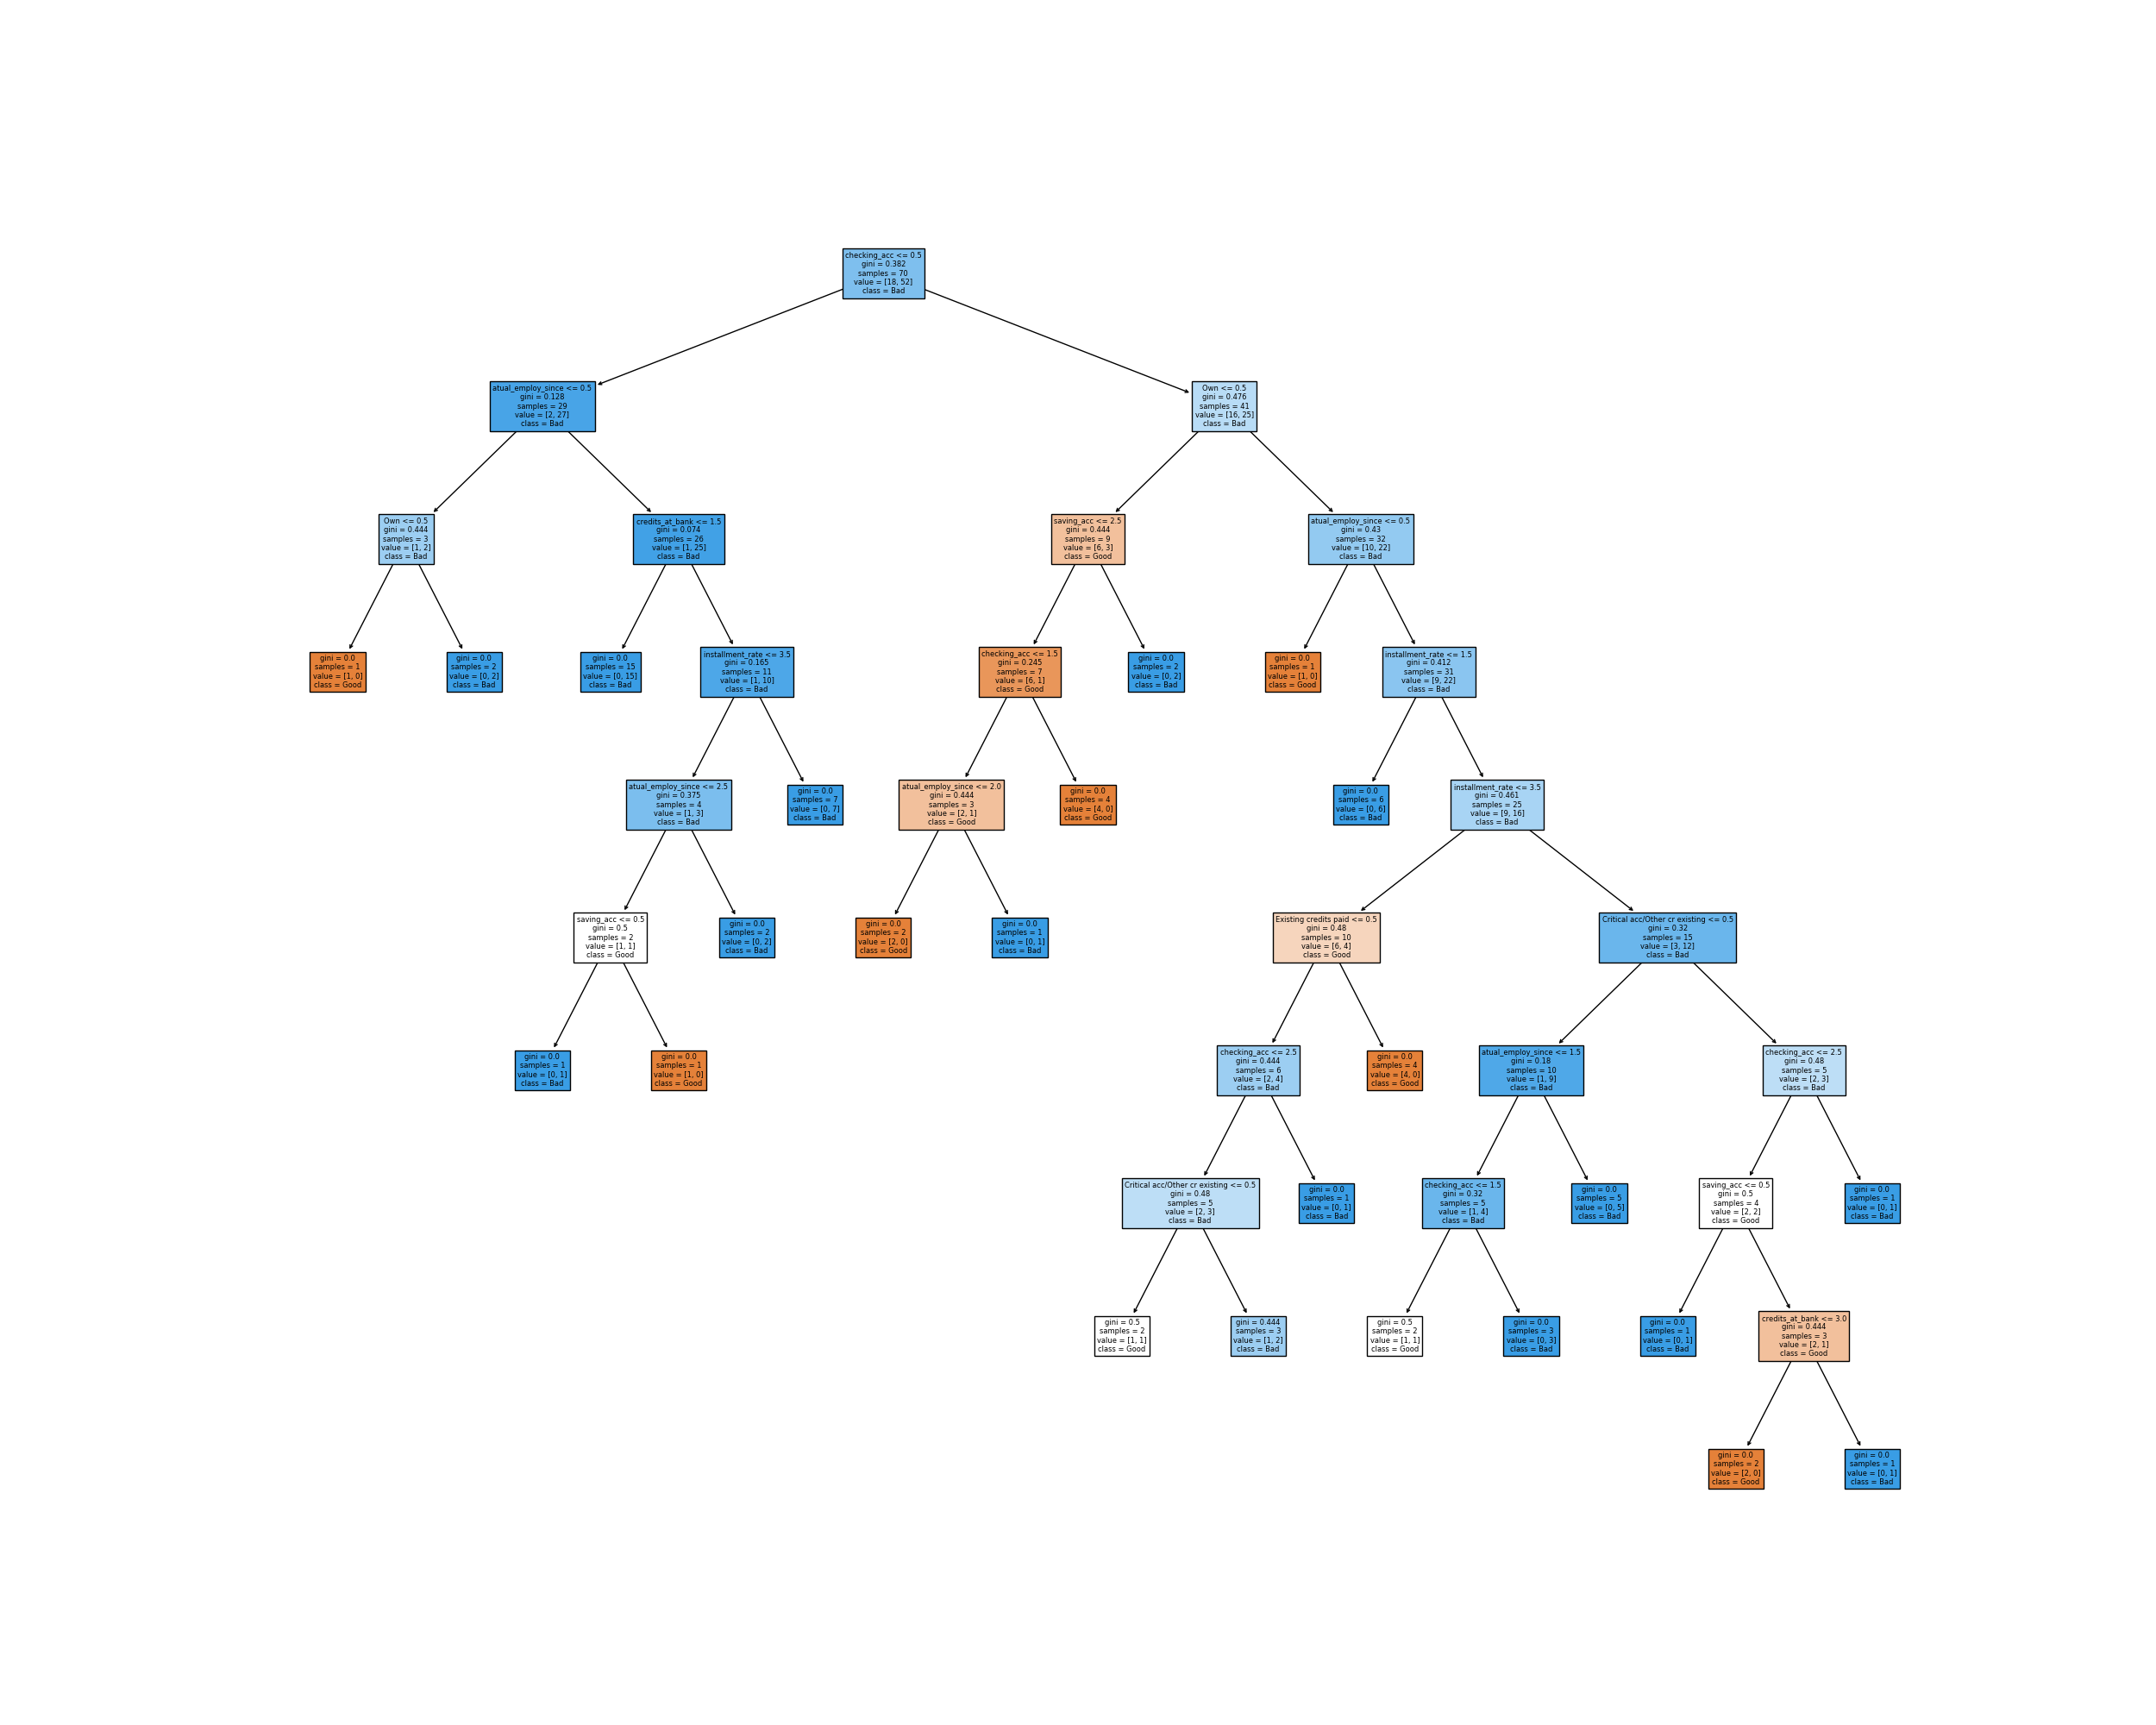 checking_acc <= 0.5
gini = 0.382
samples = 70
value = [18, 52]
class = Bad
atual_employ_since <= 0.5
gini = 0.128
samples = 29
value = [2, 27]
class = Bad
Own <= 0.5
gini = 0.476
samples = 41
value = [16, 25]
class = Bad
Own <= 0.5
gini = 0.444
samples = 3
value = [1, 2]
class = Bad
credits_at_bank <= 1.5
gini = 0.074
samples = 26
value = [1, 25]
class = Bad
saving_acc <= 2.5
gini = 0.444
samples = 9
value = [6, 3]
class = Good
atual_employ_since <= 0.5
gini = 0.43
samples = 32
value = [10, 22]
class = Bad
gini = 0.0
samples = 1
value = [1, 0]
class = Good
gini = 0.0
samples = 2
value = [0, 2]
class = Bad
gini = 0.0
samples = 15
value = [0, 15]
class = Bad
installment_rate <= 3.5
gini = 0.165
samples = 11
value = [1, 10]
class = Bad
checking_acc <= 1.5
gini = 0.245
samples = 7
value = [6, 1]
class = Good
gini = 0.0
samples = 2
value = [0, 2]
class = Bad
gini = 0.0
samples = 1
value = [1, 0]
class = Good
installment_rate <= 1.5
gini = 0.412
samples = 31
value = [9, 22]
class = Bad
atual_employ_since <= 2.5
gini = 0.375
samples = 4
value = [1, 3]
class = Bad
gini = 0.0
samples = 7
value = [0, 7]
class = Bad
atual_employ_since <= 2.0
gini = 0.444
samples = 3
value = [2, 1]
class = Good
gini = 0.0
samples = 4
value = [4, 0]
class = Good
gini = 0.0
samples = 6
value = [0, 6]
class = Bad
installment_rate <= 3.5
gini = 0.461
samples = 25
value = [9, 16]
class = Bad
saving_acc <= 0.5
gini = 0.5
samples = 2
value = [1, 1]
class = Good
gini = 0.0
samples = 2
value = [0, 2]
class = Bad
gini = 0.0
samples = 2
value = [2, 0]
class = Good
gini = 0.0
samples = 1
value = [0, 1]
class = Bad
Existing credits paid <= 0.5
gini = 0.48
samples = 10
value = [6, 4]
class = Good
Critical acc/Other cr existing <= 0.5
gini = 0.32
samples = 15
value = [3, 12]
class = Bad
gini = 0.0
samples = 1
value = [0, 1]
class = Bad
gini = 0.0
samples = 1
value = [1, 0]
class = Good
checking_acc <= 2.5
gini = 0.444
samples = 6
value = [2, 4]
class = Bad
gini = 0.0
samples = 4
value = [4, 0]
class = Good
atual_employ_since <= 1.5
gini = 0.18
samples = 10
value = [1, 9]
class = Bad
checking_acc <= 2.5
gini = 0.48
samples = 5
value = [2, 3]
class = Bad
Critical acc/Other cr existing <= 0.5
gini = 0.48
samples = 5
value = [2, 3]
class = Bad
gini = 0.0
samples = 1
value = [0, 1]
class = Bad
checking_acc <= 1.5
gini = 0.32
samples = 5
value = [1, 4]
class = Bad
gini = 0.0
samples = 5
value = [0, 5]
class = Bad
saving_acc <= 0.5
gini = 0.5
samples = 4
value = [2, 2]
class = Good
gini = 0.0
samples = 1
value = [0, 1]
class = Bad
gini = 0.5
samples = 2
value = [1, 1]
class = Good
gini = 0.444
samples = 3
value = [1, 2]
class = Bad
gini = 0.5
samples = 2
value = [1, 1]
class = Good
gini = 0.0
samples = 3
value = [0, 3]
class = Bad
gini = 0.0
samples = 1
value = [0, 1]
class = Bad
credits_at_bank <= 3.0
gini = 0.444
samples = 3
value = [2, 1]
class = Good
gini = 0.0
samples = 2
value = [2, 0]
class = Good
gini = 0.0
samples = 1
value = [0, 1]
class = Bad